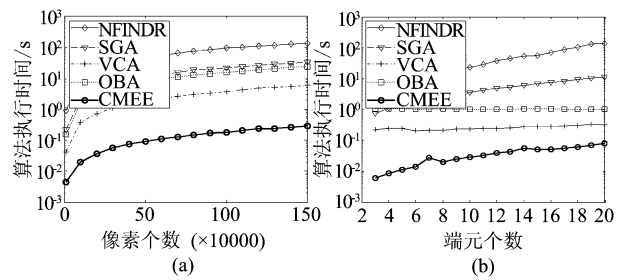 算法执行时间/s
10³
10²
10¹
10⁰
10⁻¹
10⁻²
10⁻³
NFINDR
SGA
VCA
OBA
CMEE
0
50
100
150
像素个数 (×10000)
(a)
算法执行时间/s
10³
10²
10¹
10⁰
10⁻¹
10⁻²
10⁻³
NFINDR
SGA
VCA
OBA
CMEE
2 4 6 8 10 12 14 16 18 20
端元个数
(b)